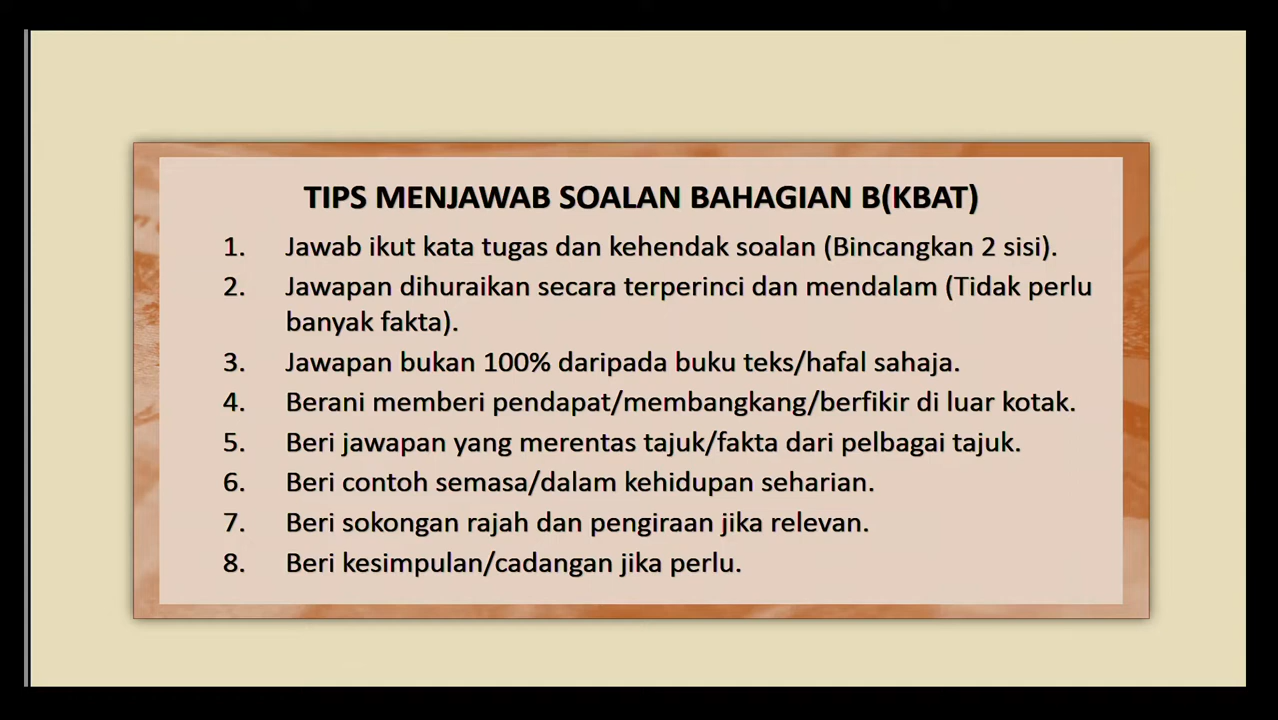 TIPS MENJAWAB SOALAN BAHAGIAN B(KBAT)
1. Jawab ikut kata tugas dan kehendak soalan (Bincangkan 2 sisi).
2. Jawapan dihuraikan secara terperinci dan mendalam (Tidak perlu
banyak fakta).
3. Jawapan bukan 100% daripada buku teks/hafal sahaja.
4. Berani memberi pendapat/membangkang/berfikir di luar kotak.
5. Beri jawapan yang merentas tajuk/fakta dari pelbagai tajuk.
6. Beri contoh semasa/dalam kehidupan seharian.
7. Beri sokongan rajah dan pengiraan jika relevan.
8. Beri kesimpulan/cadangan jika perlu.